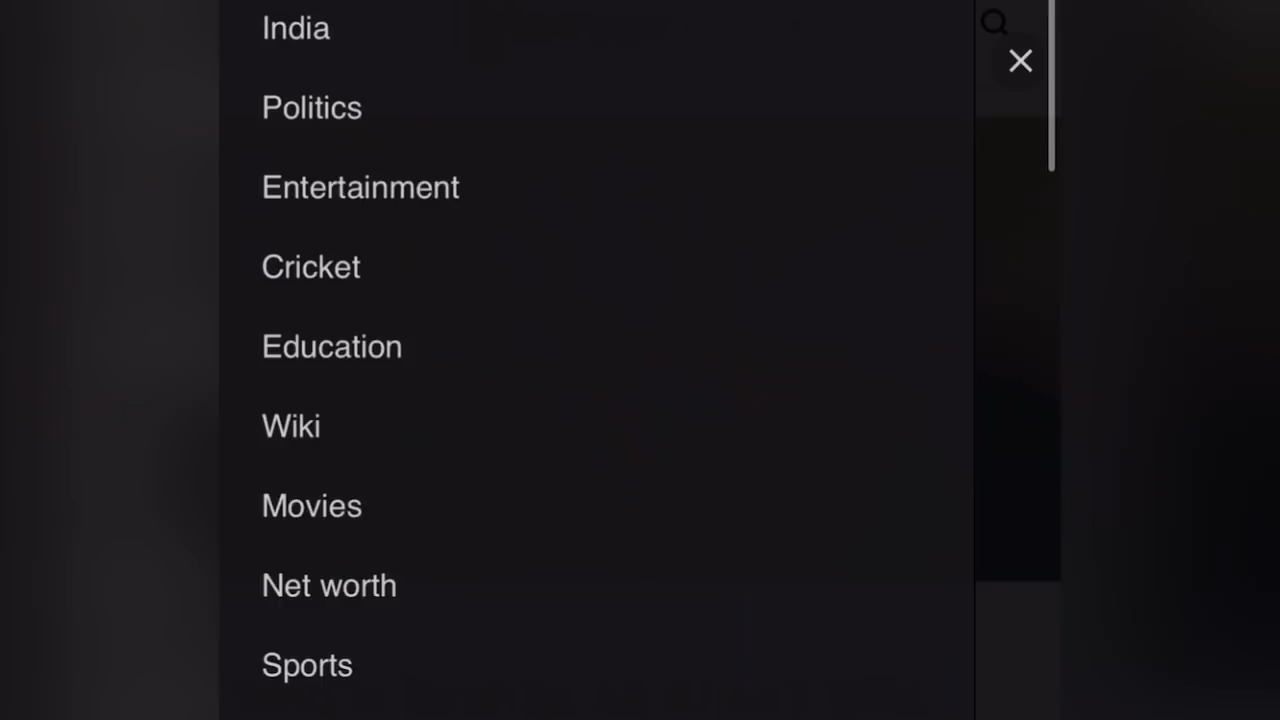 India
Politics
Entertainment
Cricket
Education
Wiki
Movies
Net worth
Sports